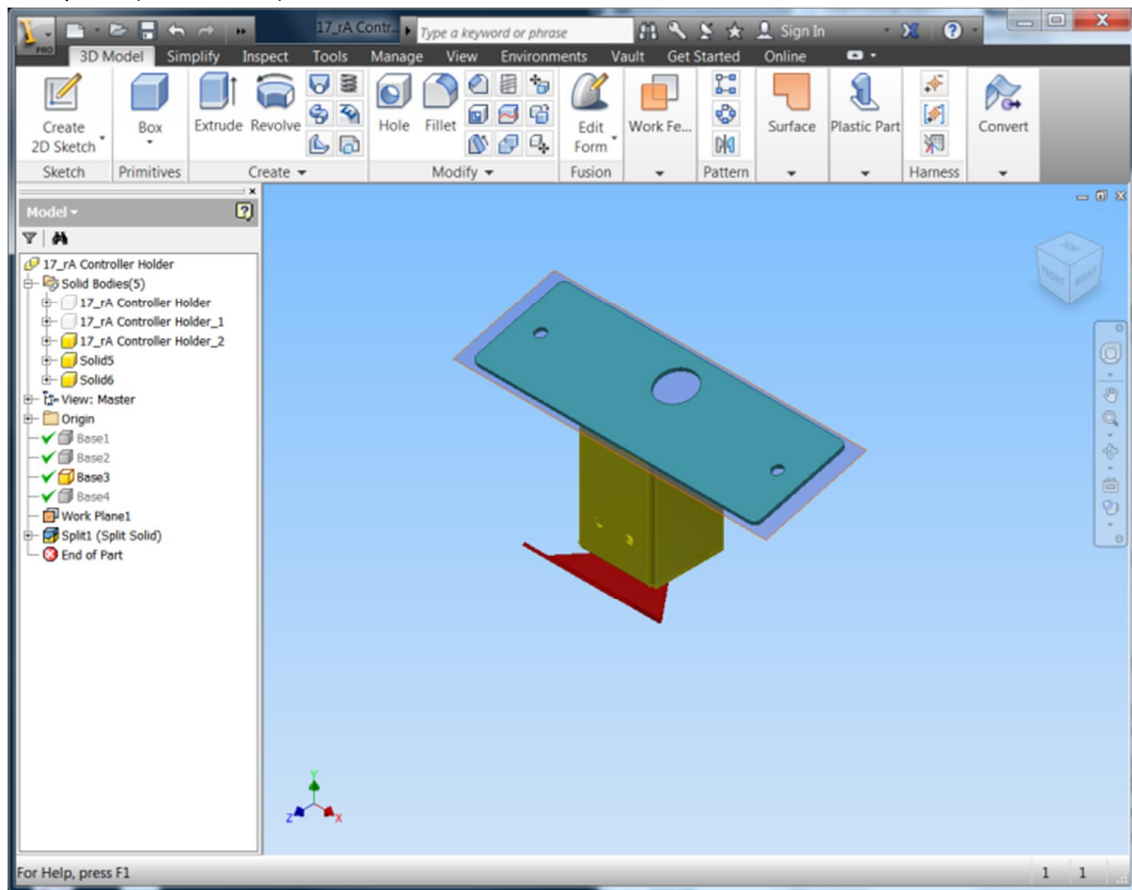 PRO
17_rA Contr...
Type a keyword or phrase
Sign In
3D Model Simplify Inspect Tools Manage View Environments Vault Get Started Online
Create
2D Sketch
Box
Extrude
Revolve
Hole
Fillet
Edit
Form
Work Fe...
Surface
Plastic Part
Convert
Sketch Primitives Create Modify Fusion Pattern Harness
Model
17_rA Controller Holder
Solid Bodies(5)
17_rA Controller Holder
17_rA Controller Holder_1
17_rA Controller Holder_2
Solid5
Solid6
View: Master
Origin
Base1
Base2
Base3
Base4
Work Plane1
Split1 (Split Solid)
End of Part
TOP
FRONT
RIGHT
Y
Z
X
For Help, press F1
1 1